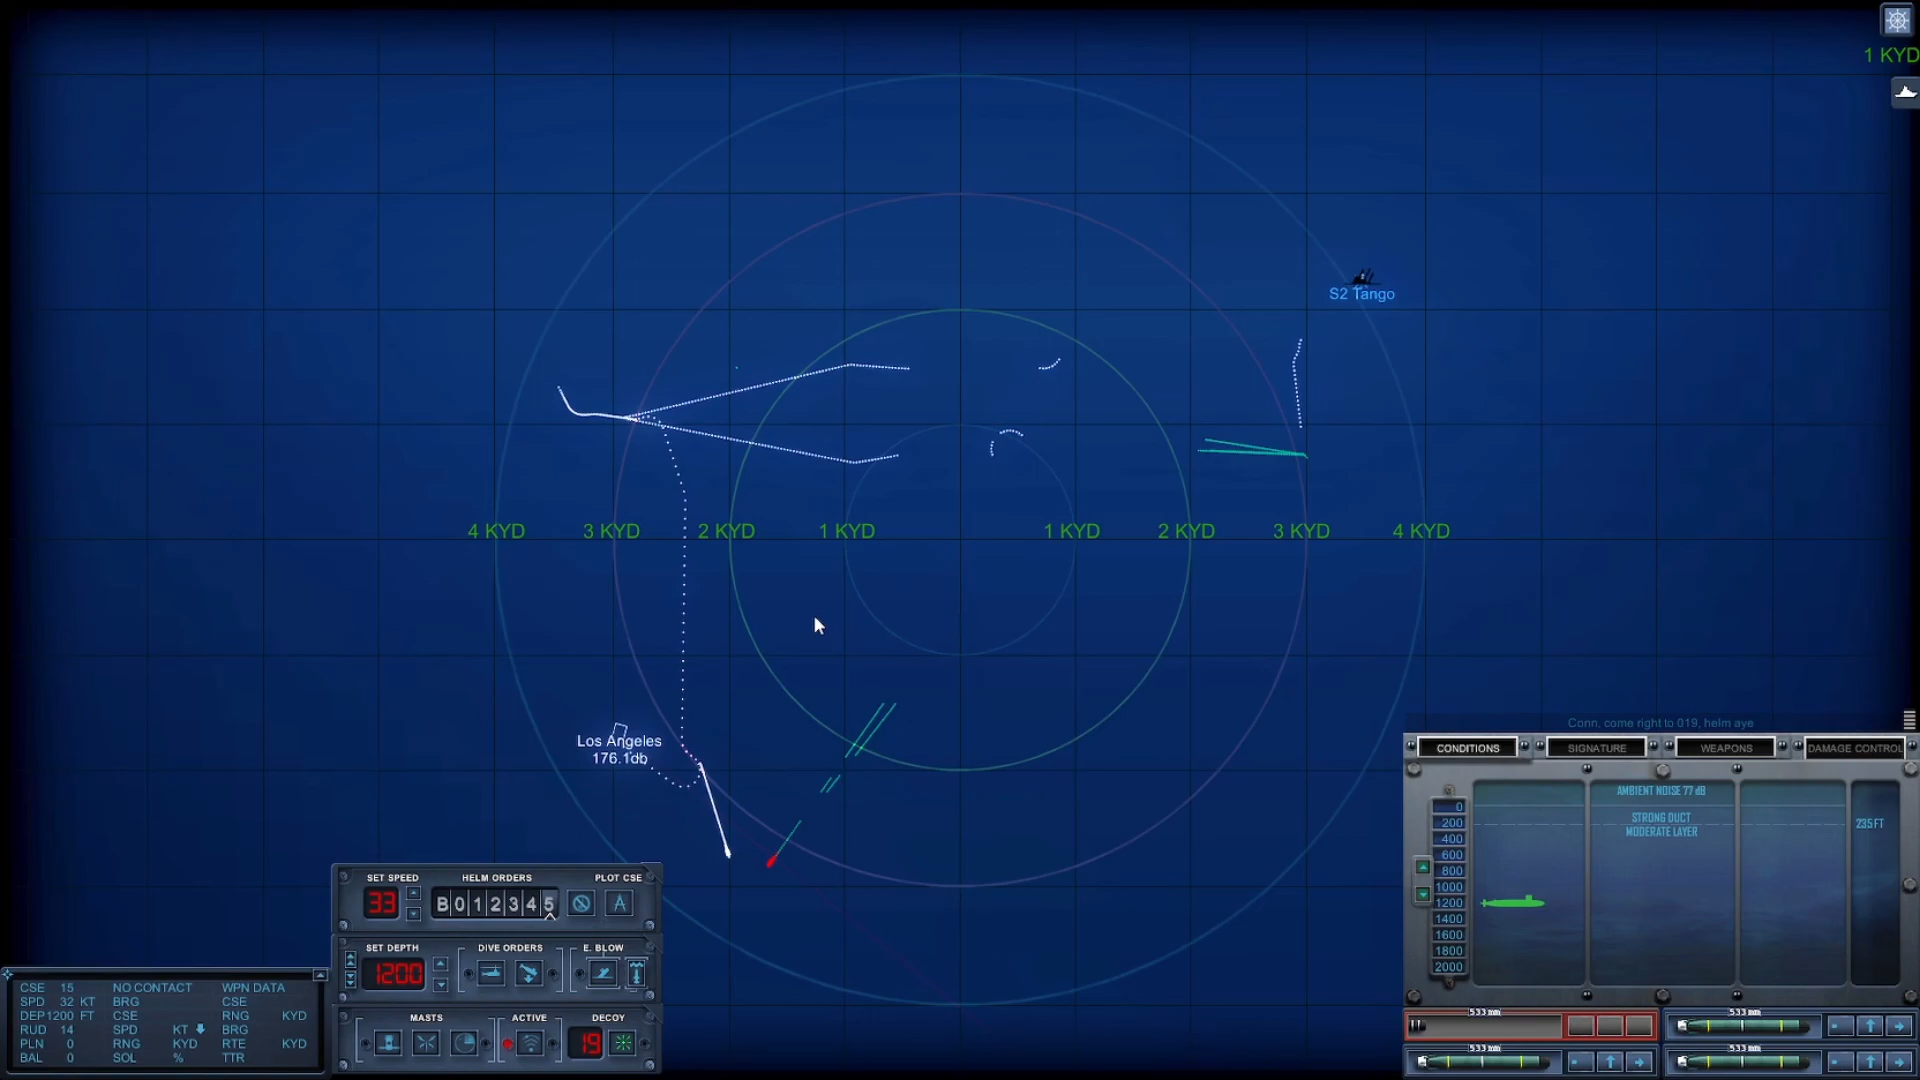 1 KYD
S2 Tango
4 KYD 3 KYD 2 KYD 1 KYD 1 KYD 2 KYD 3 KYD 4 KYD
Los Angeles
176.1db
Conn, come right to 019, helm aye
CONDITIONS SIGNATURE WEAPONS DAMAGE CONTROL
AMBIENT NOISE 77 dB
STRONG DUCT
MODERATE LAYER
235 FT
0
200
400
600
800
1000
1200
1400
1600
1800
2000
SET SPEED HELM ORDERS PLOT CSE
33 B 0 1 2 3 4 5
SET DEPTH DIVE ORDERS E. BLOW
1200
MASTS ACTIVE DECOY
19
CSE 15 NO CONTACT WPN DATA
SPD 32 KT BRG CSE
DEP 1200 FT CSE RNG KYD
RUD 14 SPD KT BRG
PLN 0 RNG KYD RTE KYD
BAL 0 SOL % TTR
533 mm 533 mm
533 mm 533 mm